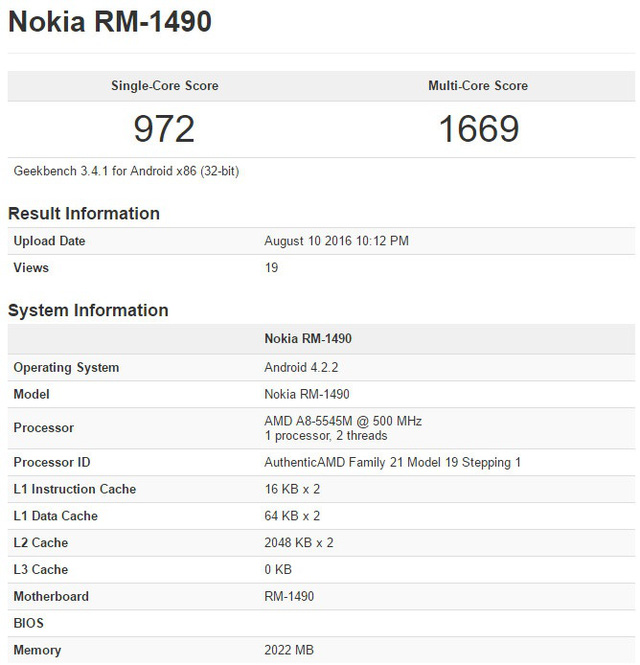 Nokia RM-1490
Single-Core Score Multi-Core Score
972 1669
Geekbench 3.4.1 for Android x86 (32-bit)
Result Information
Upload Date August 10 2016 10:12 PM
Views 19
System Information
Nokia RM-1490
Operating System Android 4.2.2
Model Nokia RM-1490
Processor AMD A8-5545M @ 500 MHz
1 processor, 2 threads
Processor ID AuthenticAMD Family 21 Model 19 Stepping 1
L1 Instruction Cache 16 KB x 2
L1 Data Cache 64 KB x 2
L2 Cache 2048 KB x 2
L3 Cache 0 KB
Motherboard RM-1490
BIOS
Memory 2022 MB